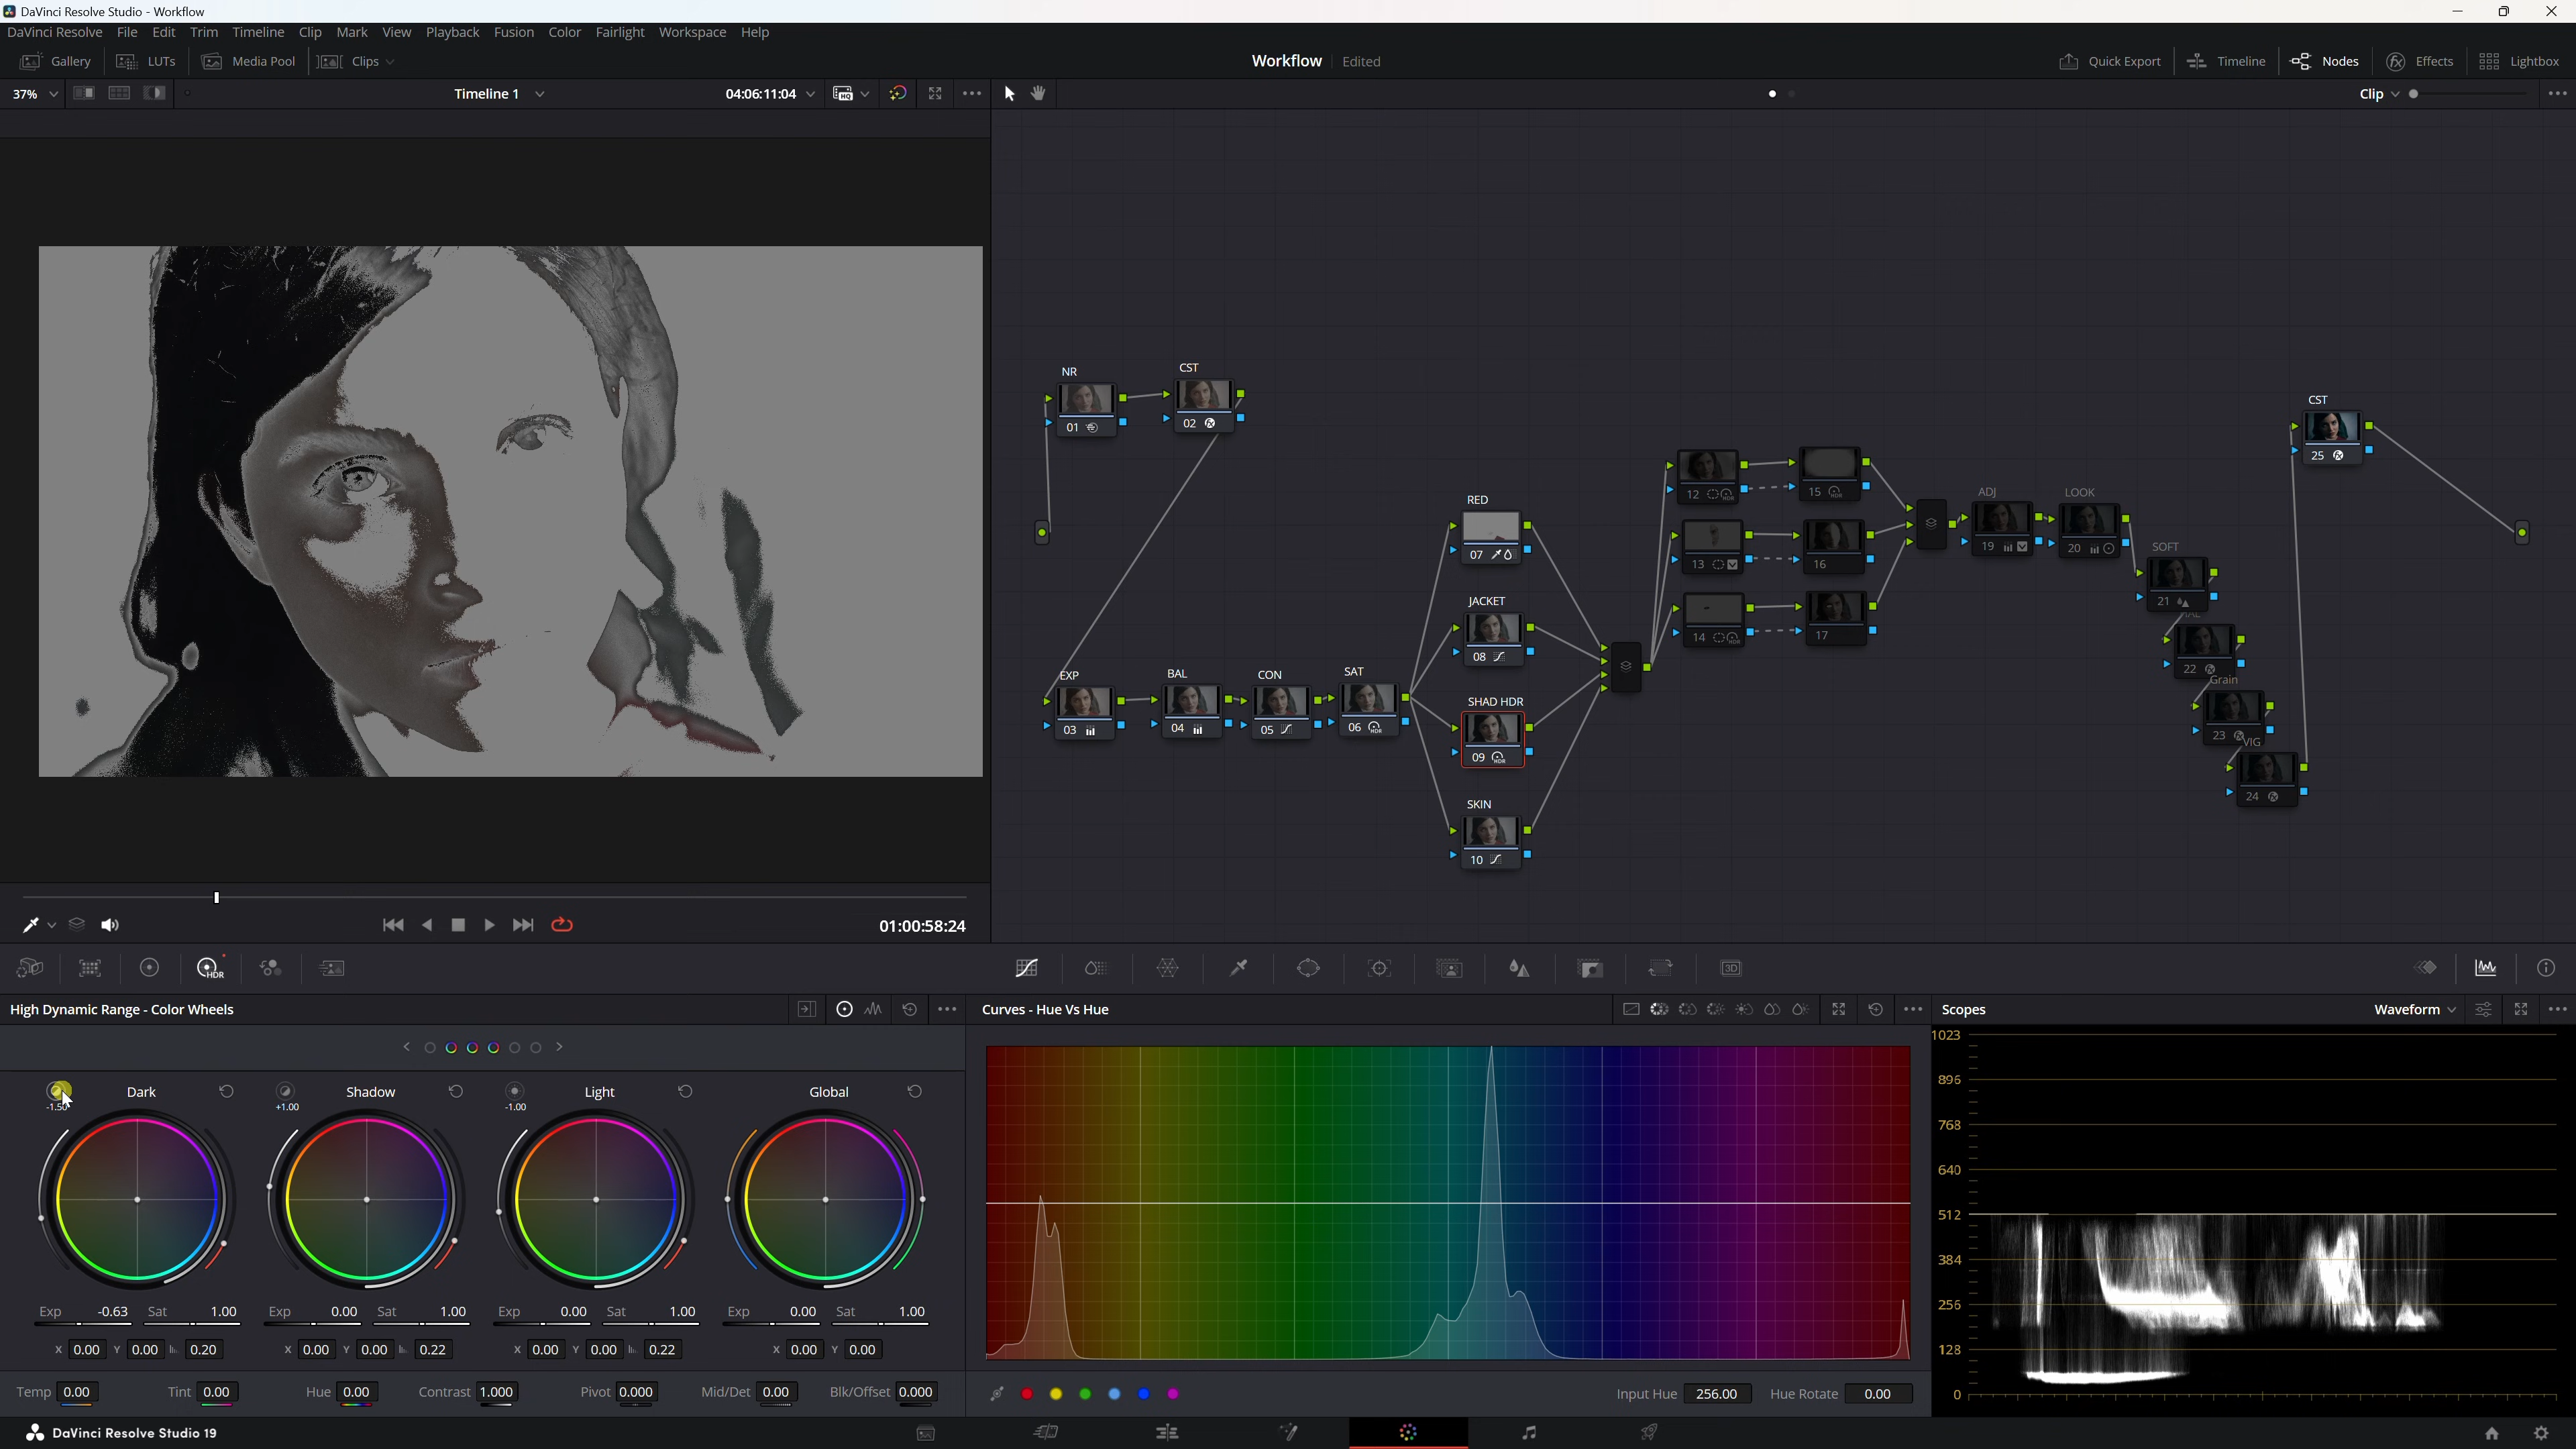 DaVinci Resolve Studio - Workflow
DaVinci Resolve File Edit Trim Timeline Clip Mark View Playback Fusion Color Fairlight Workspace Help
Gallery LUTs Media Pool Clips Workflow Edited Quick Export Timeline Nodes Effects Lightbox
37% Timeline 1 04:06:11:04 HQ Clip
NR CST
01 02
CST
25
RED
07
12 15
13 16
14 17
ADJ LOOK
19 20
SOFT
21
22
Grain
23
VIG
24
JACKET
08
EXP BAL CON SAT
03 04 05 06 HDR
SHAD HDR
09 HDR
SKIN
10
01:00:58:24
HDR 3D
High Dynamic Range - Color Wheels
Dark Shadow Light Global
-1.50 +1.00 -1.00
Exp -0.63 Sat 1.00 Exp 0.00 Sat 1.00 Exp 0.00 Sat 1.00 Exp 0.00 Sat 1.00
X 0.00 Y 0.00 0.20 X 0.00 Y 0.00 0.22 X 0.00 Y 0.00 0.22 X 0.00 Y 0.00
Temp 0.00 Tint 0.00 Hue 0.00 Contrast 1.000 Pivot 0.000 Mid/Det 0.00 Blk/Offset 0.000
Curves - Hue Vs Hue
Input Hue 256.00 Hue Rotate 0.00
Scopes Waveform
1023
896
768
640
512
384
256
128
0
DaVinci Resolve Studio 19